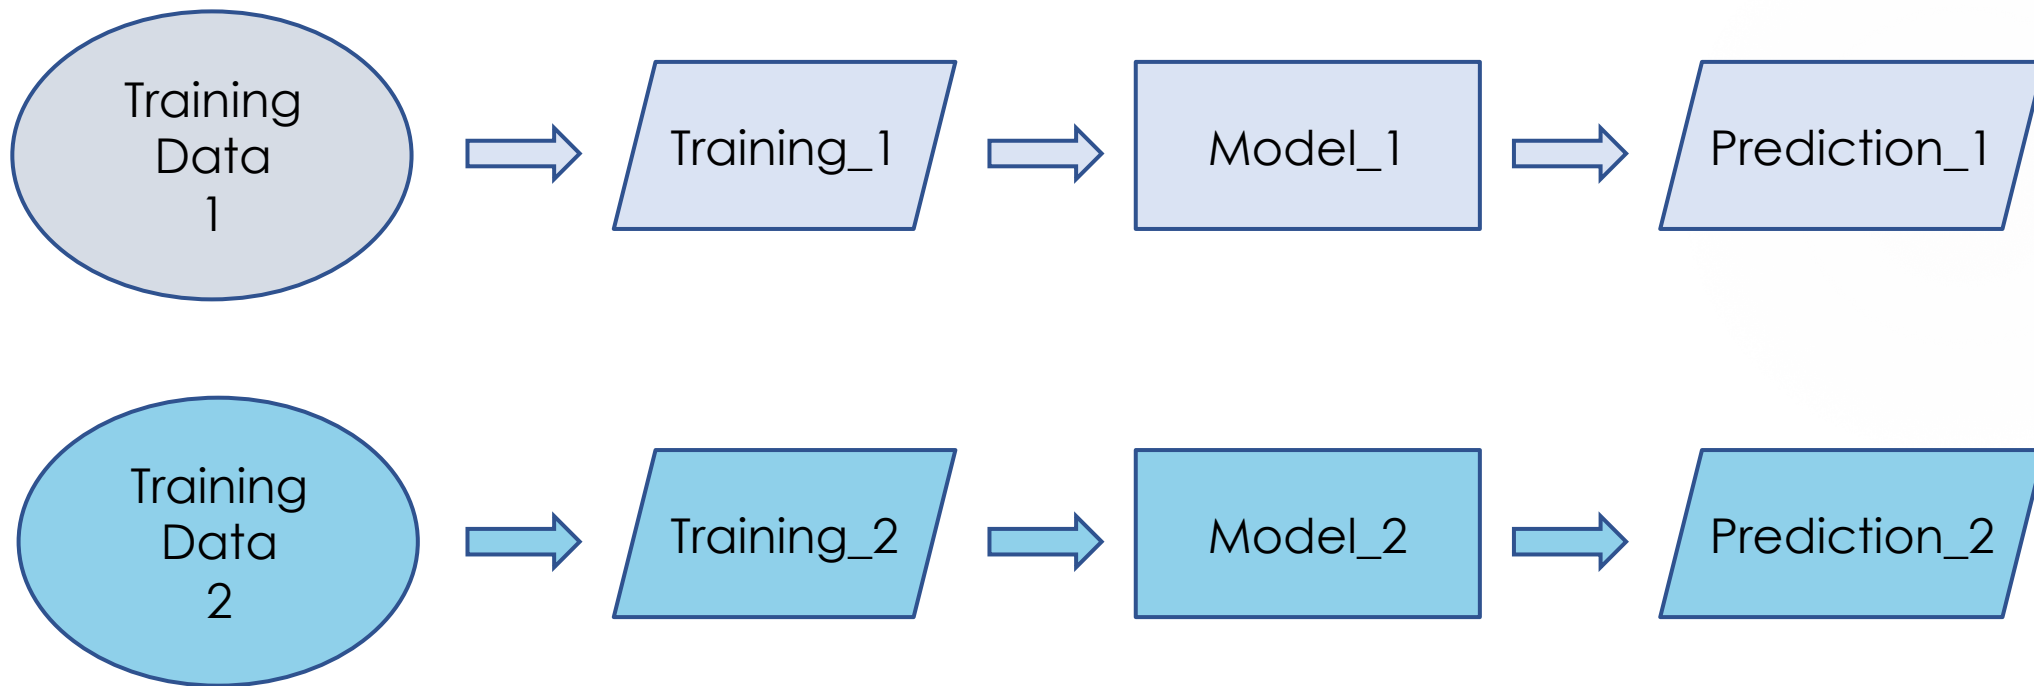 Training
Data
1
Training_1
Model_1
Prediction_1
Training
Data
2
Training_2
Model_2
Prediction_2